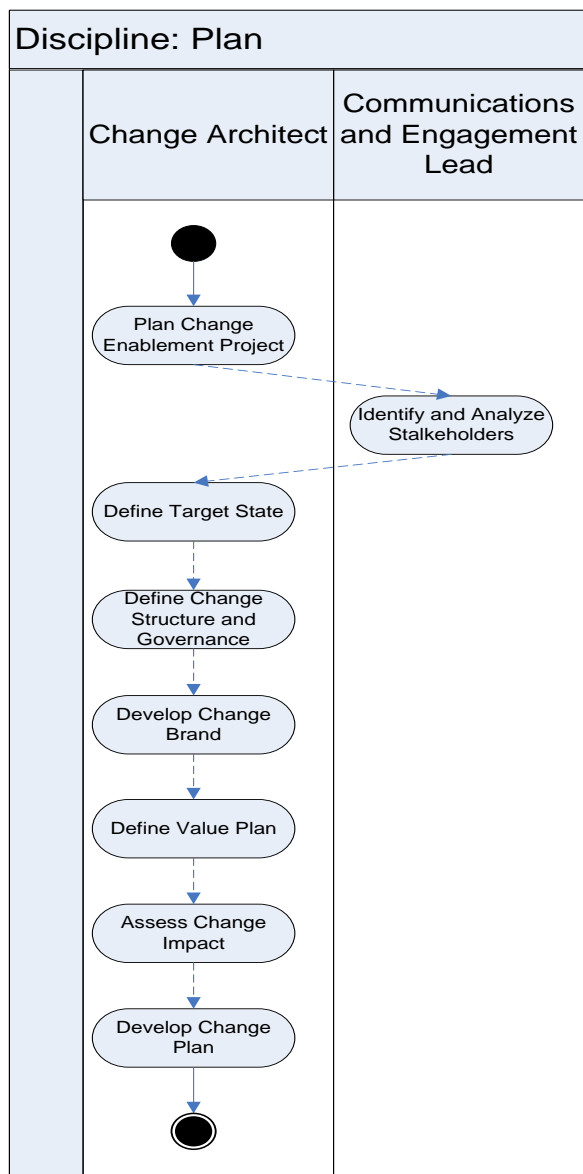 Discipline: Plan
Change Architect
Communications
and Engagement
Lead
Plan Change
Enablement Project
Identify and Analyze
Stalkeholders
Define Target State
Define Change
Structure and
Governance
Develop Change
Brand
Define Value Plan
Assess Change
Impact
Develop Change
Plan